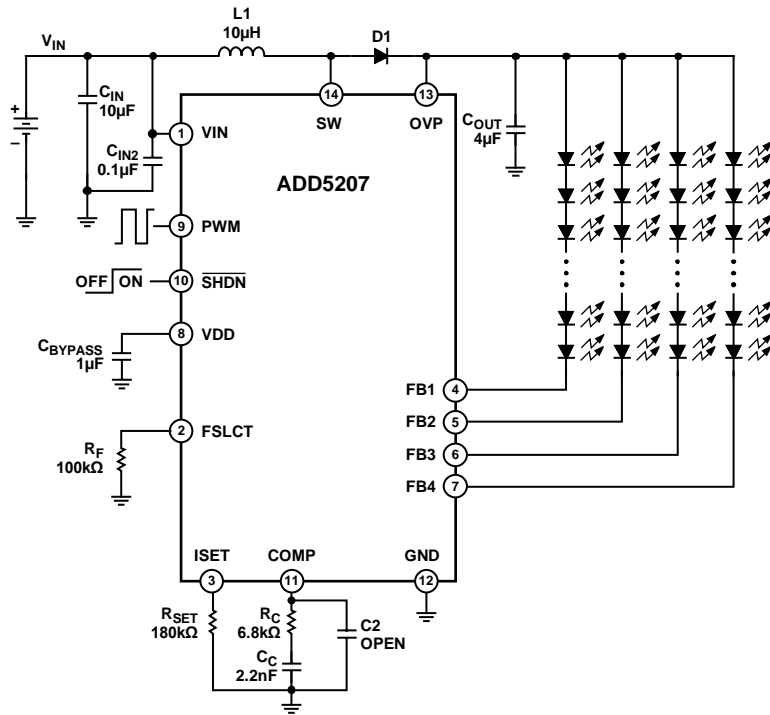 L1
10µH
D1
VIN
CIN
10µF
14
13
SW
OVP
COUT
4µF
+
–
1
VIN
CIN2
0.1µF
ADD5207
9
PWM
OFF
ON
10
SHDN
8
VDD
CBYPASS
1µF
FB1
4
FB2
5
2
FSLCT
RF
100kΩ
FB3
6
FB4
7
ISET
COMP
GND
3
11
12
RSET
180kΩ
RC
6.8kΩ
C2
OPEN
CC
2.2nF